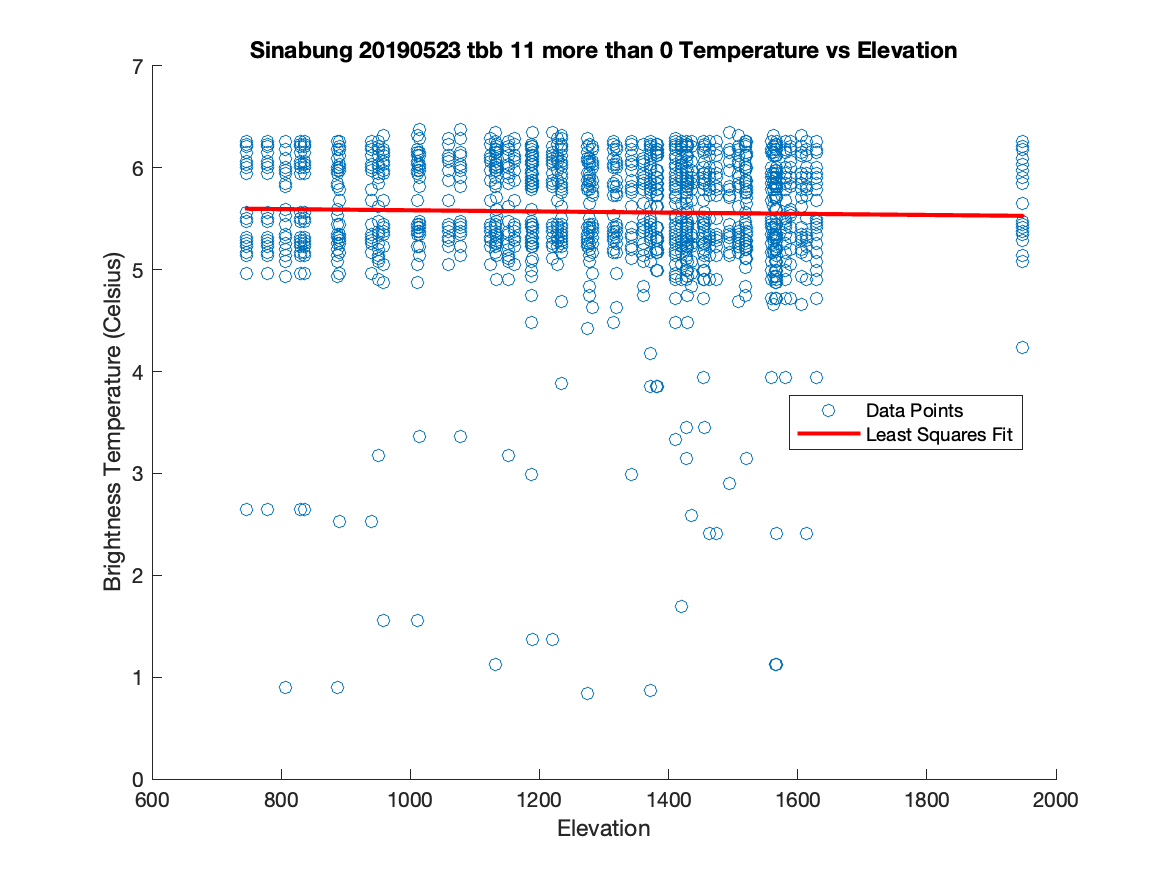 Sinabung 20190523 tbb 11 more than 0 Temperature vs Elevation
7
6
5
4
3
2
1
0
Brightness Temperature (Celsius)
Data Points
Least Squares Fit
600 800 1000 1200 1400 1600 1800 2000
Elevation